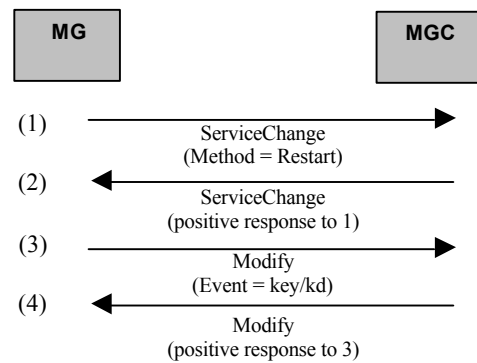 MG
MGC
(1)
ServiceChange
(Method = Restart)
(2)
ServiceChange
(positive response to 1)
(3)
Modify
(Event = key/kd)
(4)
Modify
(positive response to 3)